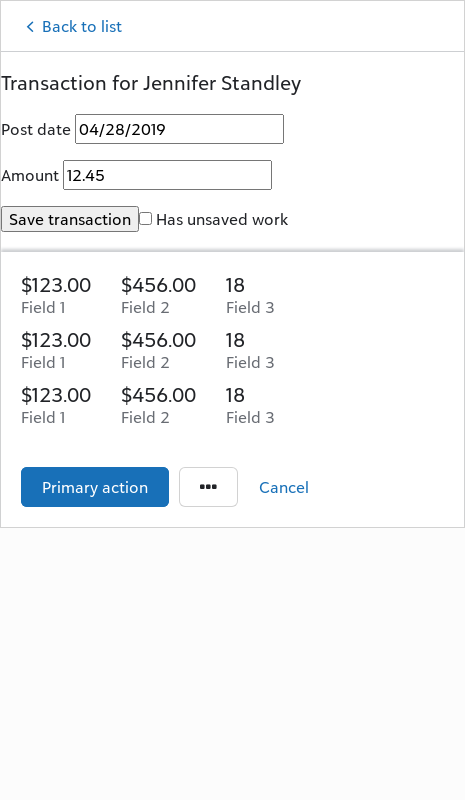 Back to list
Transaction for Jennifer Standley
Post date 04/28/2019
Amount 12.45
Save transaction Has unsaved work
$123.00 $456.00 18
Field 1 Field 2 Field 3
$123.00 $456.00 18
Field 1 Field 2 Field 3
$123.00 $456.00 18
Field 1 Field 2 Field 3
Primary action Cancel